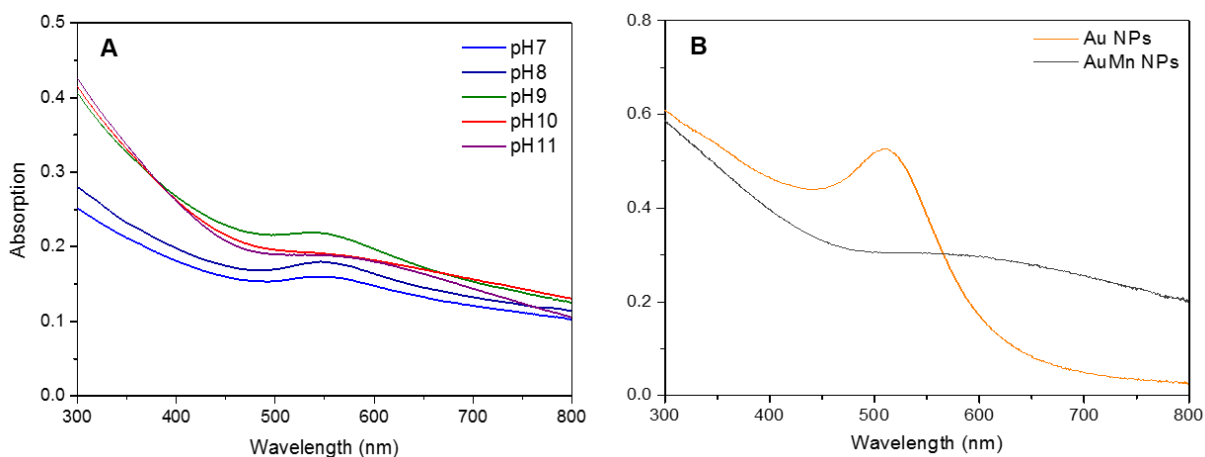 A
pH7
pH8
pH9
pH10
pH11
0.5
0.4
0.3
0.2
0.1
0.0
Absorption
300 400 500 600 700 800
Wavelength (nm)
B
Au NPs
AuMn NPs
0.8
0.6
0.4
0.2
0.0
300 400 500 600 700 800
Wavelength (nm)